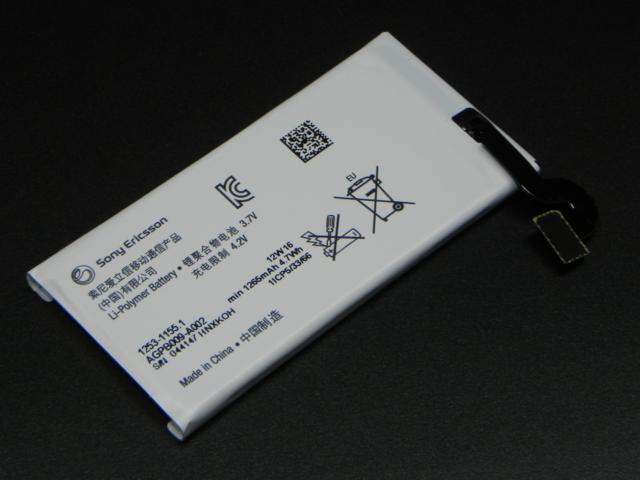 Sony Ericsson
索尼爱立信移动通信产品
(中国)有限公司
Li-Polymer Battery • 锂聚合物电池 3.7V
充电限制 4.2V
EU
1253-1155.1
12W16
AGPB009-A002
min 1265mAh 4.7Wh
S/N 044147 I1NXKOH
1ICP5/33/66
Made in China • 中国制造